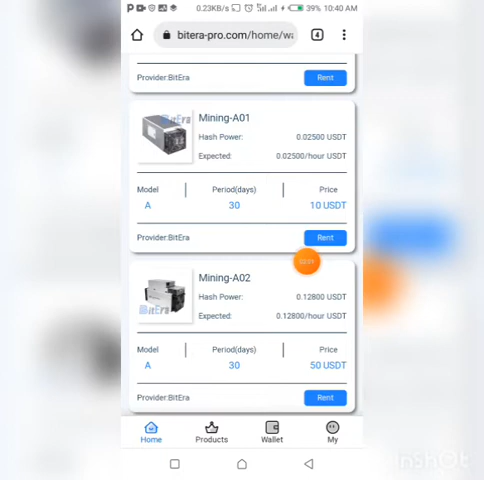 0.23KB/s 10:40 AM
bitera-pro.com/home/wa
4
Provider:BitEra
Rent
BitEra
Mining-A01
Hash Power: 0.02500 USDT
Expected: 0.02500/hour USDT
Model Period(days) Price
A 30 10 USDT
Provider:BitEra
Rent
BitEra
Mining-A02
Hash Power: 0.12800 USDT
Expected: 0.12800/hour USDT
Model Period(days) Price
A 30 50 USDT
Provider:BitEra
Rent
Home Products Wallet My
InShOt